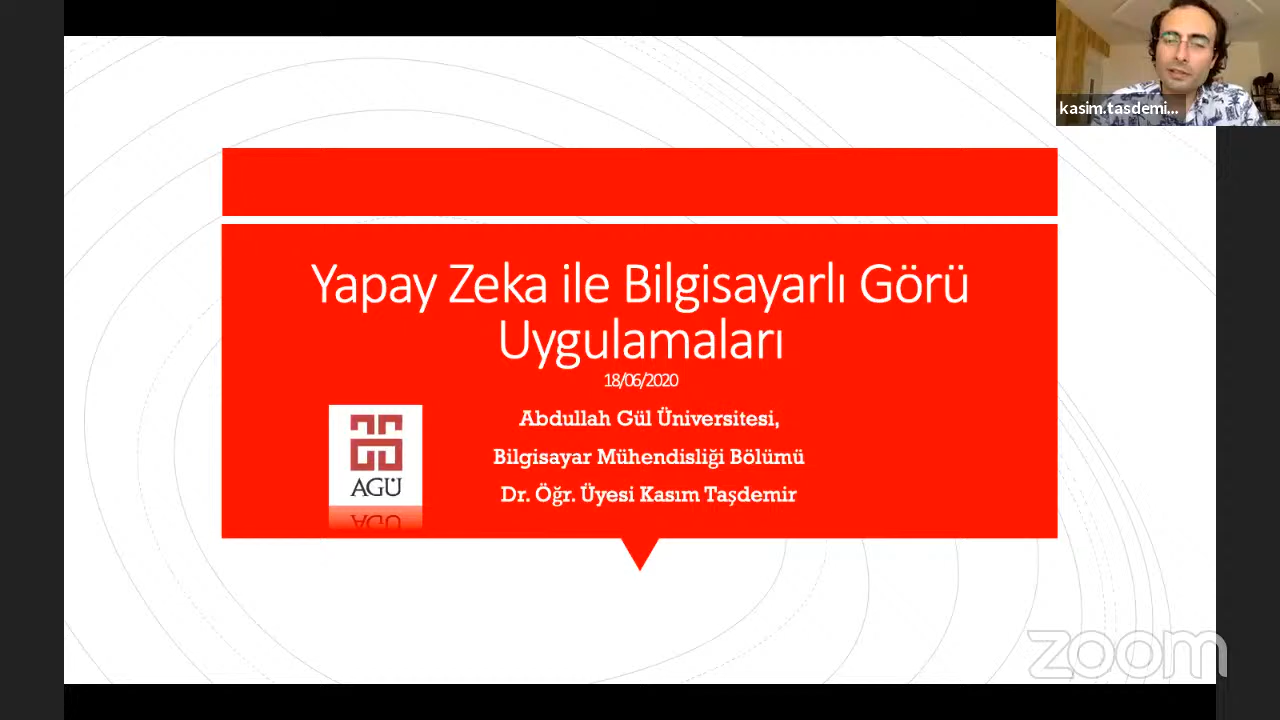 kasim.tasdemi...
Yapay Zeka ile Bilgisayarlı Görü
Uygulamaları
18/06/2020
Abdullah Gül Üniversitesi,
Bilgisayar Mühendisliği Bölümü
Dr. Öğr. Üyesi Kasım Taşdemir
AGÜ
zoom